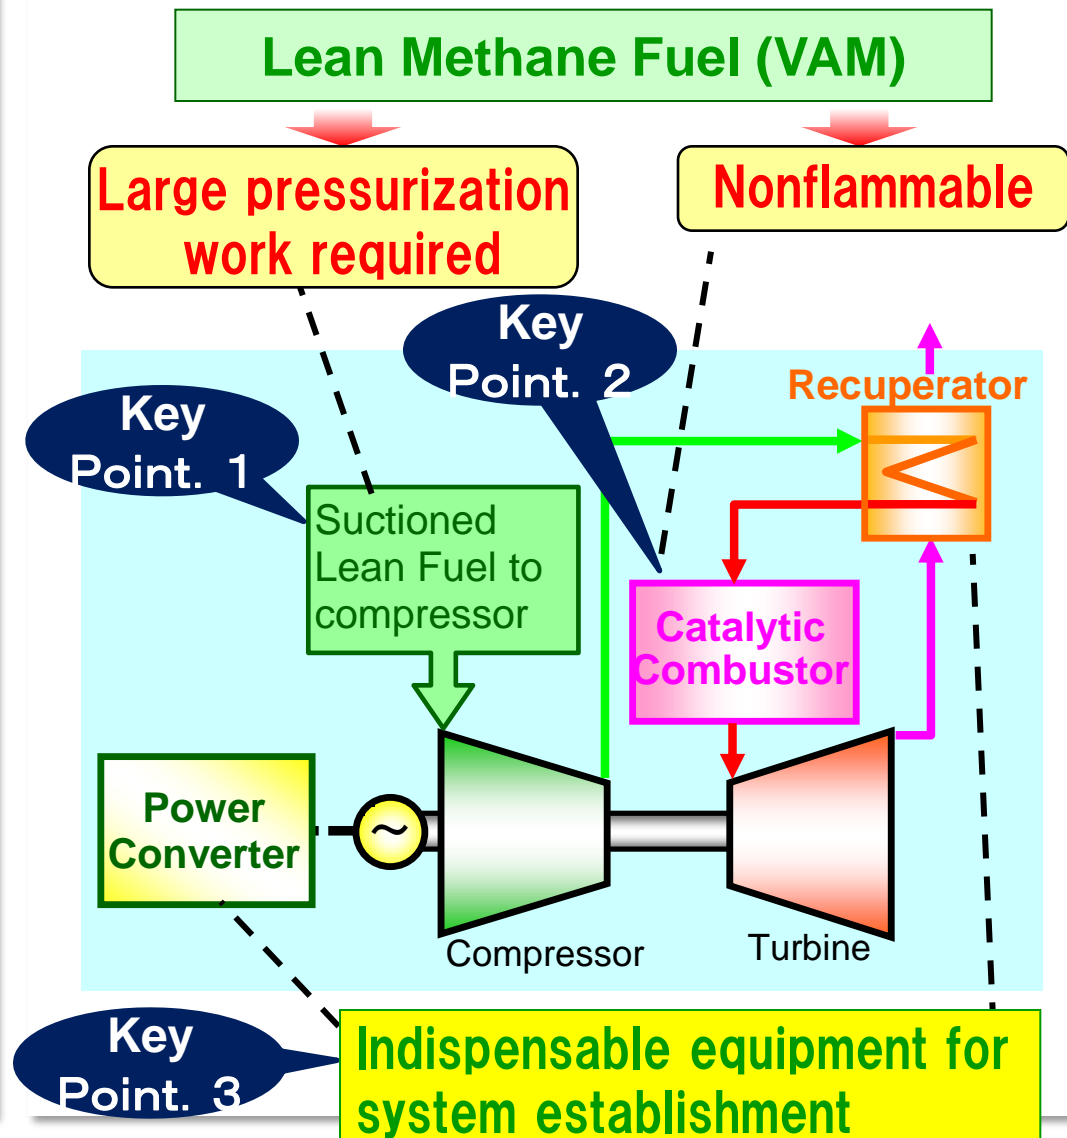 Lean Methane Fuel (VAM)
Large pressurization
work required
Nonflammable
Key
Point. 2
Recuperator
Key
Point. 1
Suctioned
Lean Fuel to
compressor
Catalytic
Combustor
Power
Converter
~
Compressor
Turbine
Key
Point. 3
Indispensable equipment for
system establishment